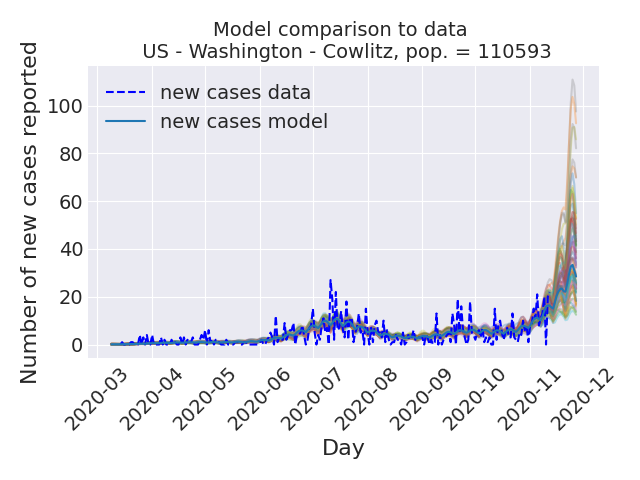 Model comparison to data
US - Washington - Cowlitz, pop. = 110593
Number of new cases reported
100
80
60
40
20
0
new cases data
new cases model
2020-03
2020-04
2020-05
2020-06
2020-07
2020-08
2020-09
2020-10
2020-11
2020-12
Day